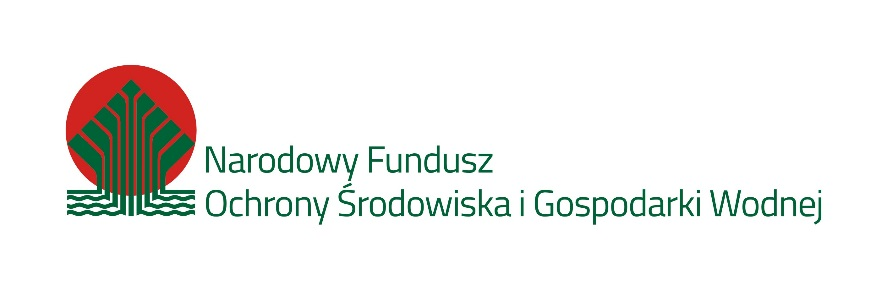 Narodowy Fundusz
Ochrony Środowiska i Gospodarki Wodnej